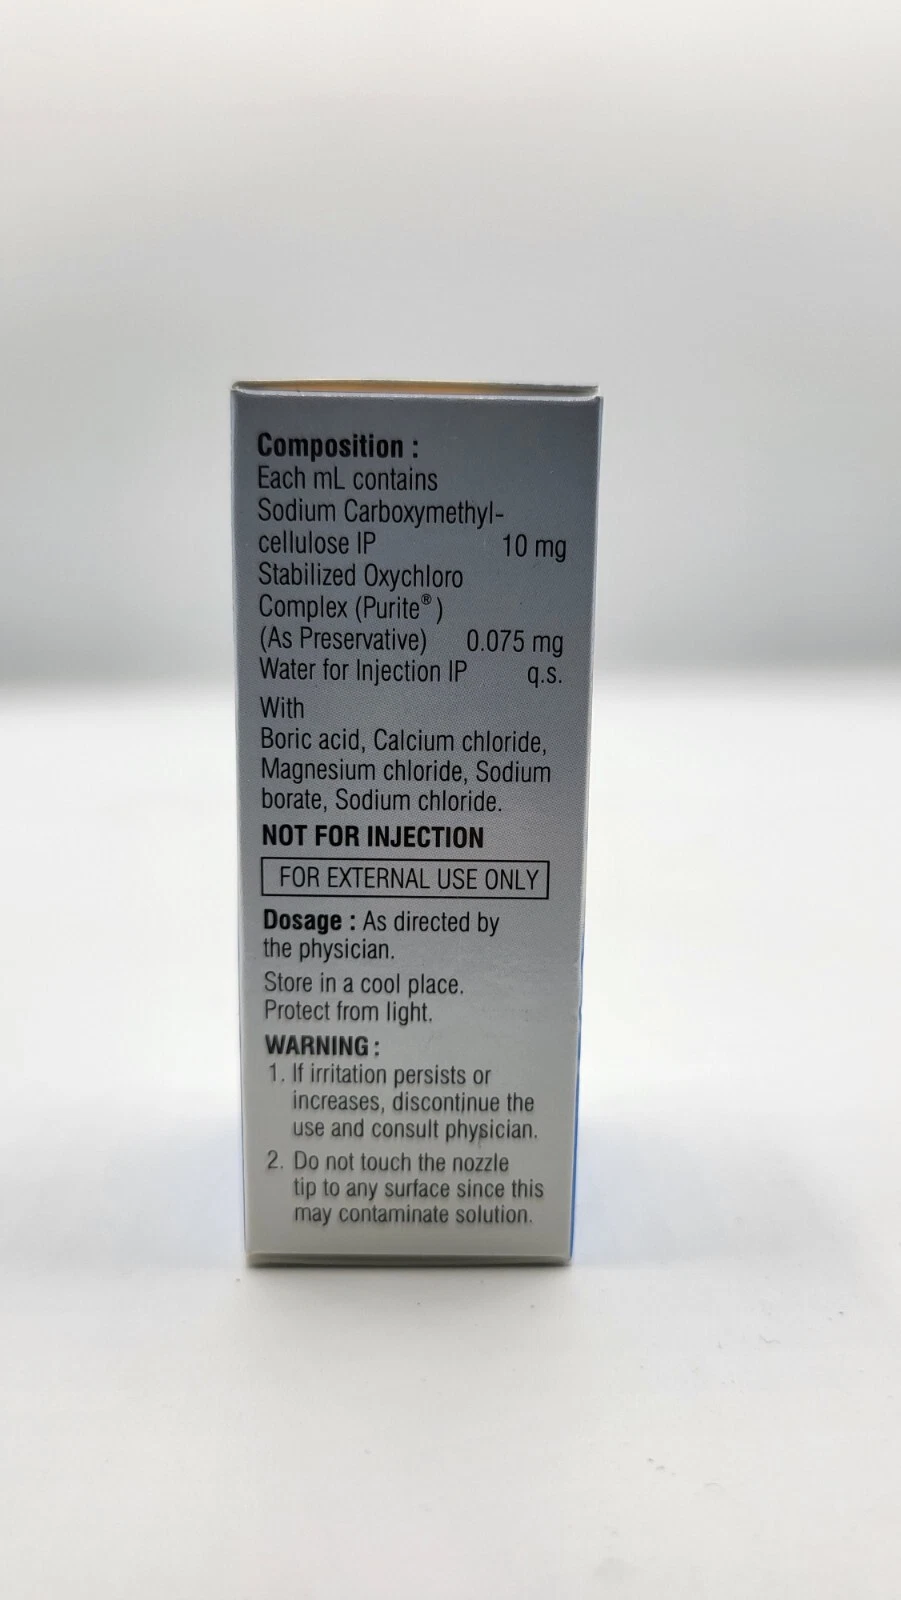 Composition :
Each mL contains
Sodium Carboxymethyl-
cellulose IP 10 mg
Stabilized Oxychloro
Complex (Purite®)
(As Preservative) 0.075 mg
Water for Injection IP q.s.
With
Boric acid, Calcium chloride,
Magnesium chloride, Sodium
borate, Sodium chloride.
NOT FOR INJECTION
FOR EXTERNAL USE ONLY
Dosage : As directed by
the physician.
Store in a cool place.
Protect from light.
WARNING :
1. If irritation persists or
increases, discontinue the
use and consult physician.
2. Do not touch the nozzle
tip to any surface since this
may contaminate solution.